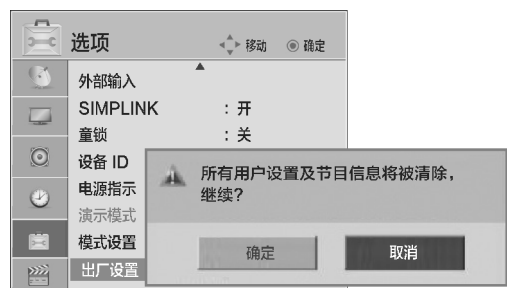 选项
移动 确定
外部输入
SIMPLINK : 开
童锁 : 关
设备 ID
电源指示
演示模式
模式设置
出厂设置
所有用户设置及节目信息将被清除，
继续?
确定 取消